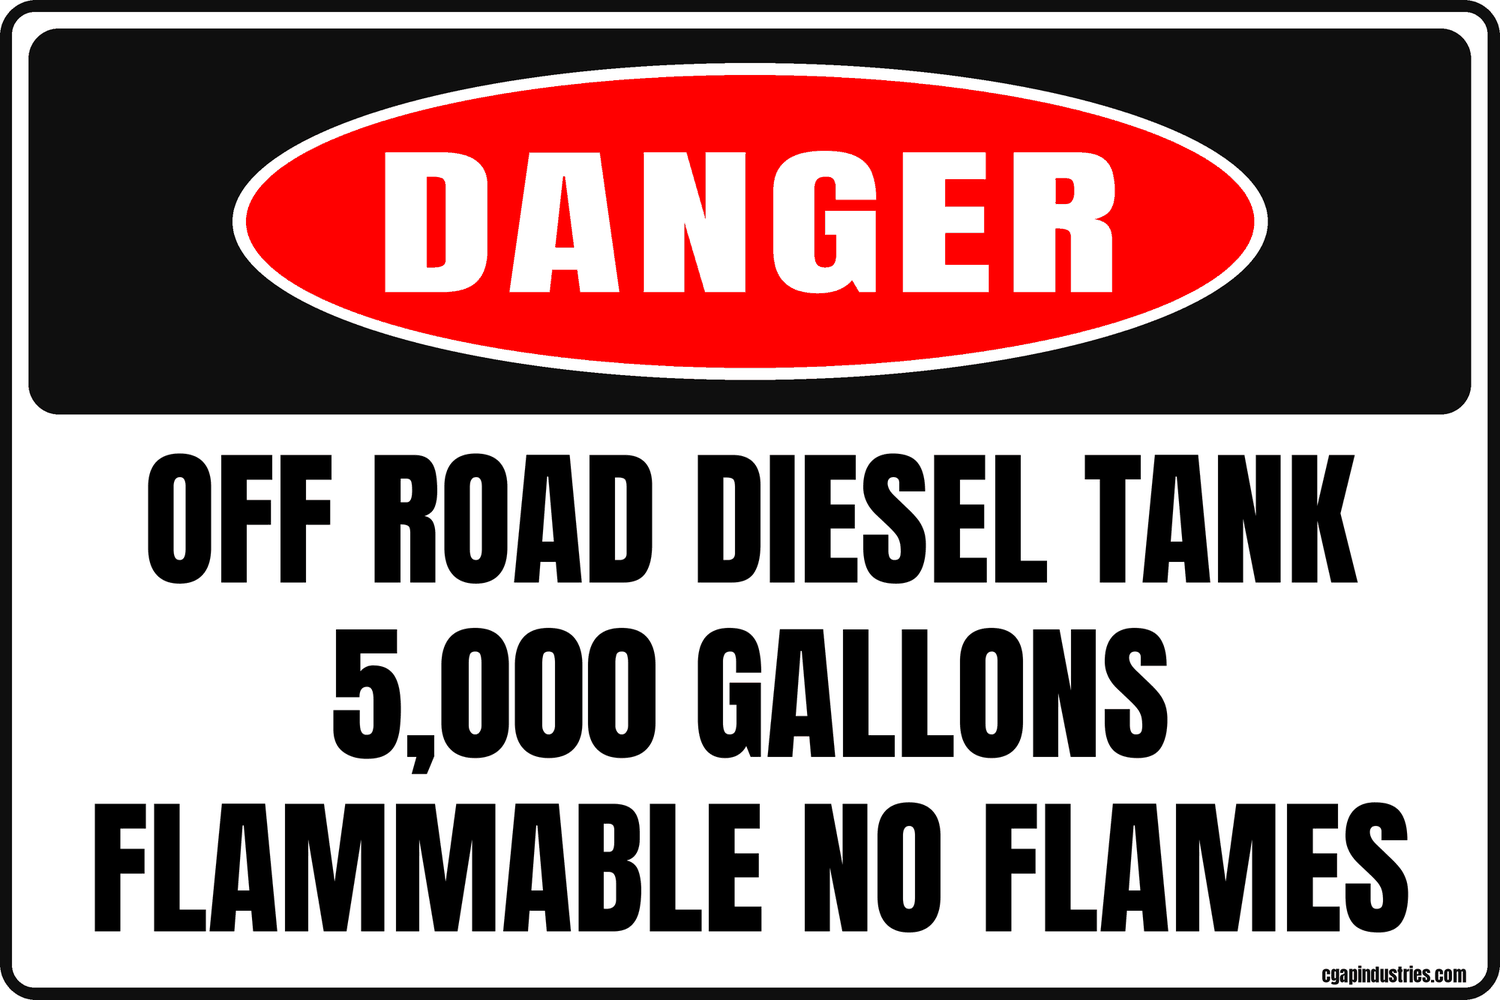 DANGER
OFF ROAD DIESEL TANK
5,000 GALLONS
FLAMMABLE NO FLAMES
cgapindustries.com